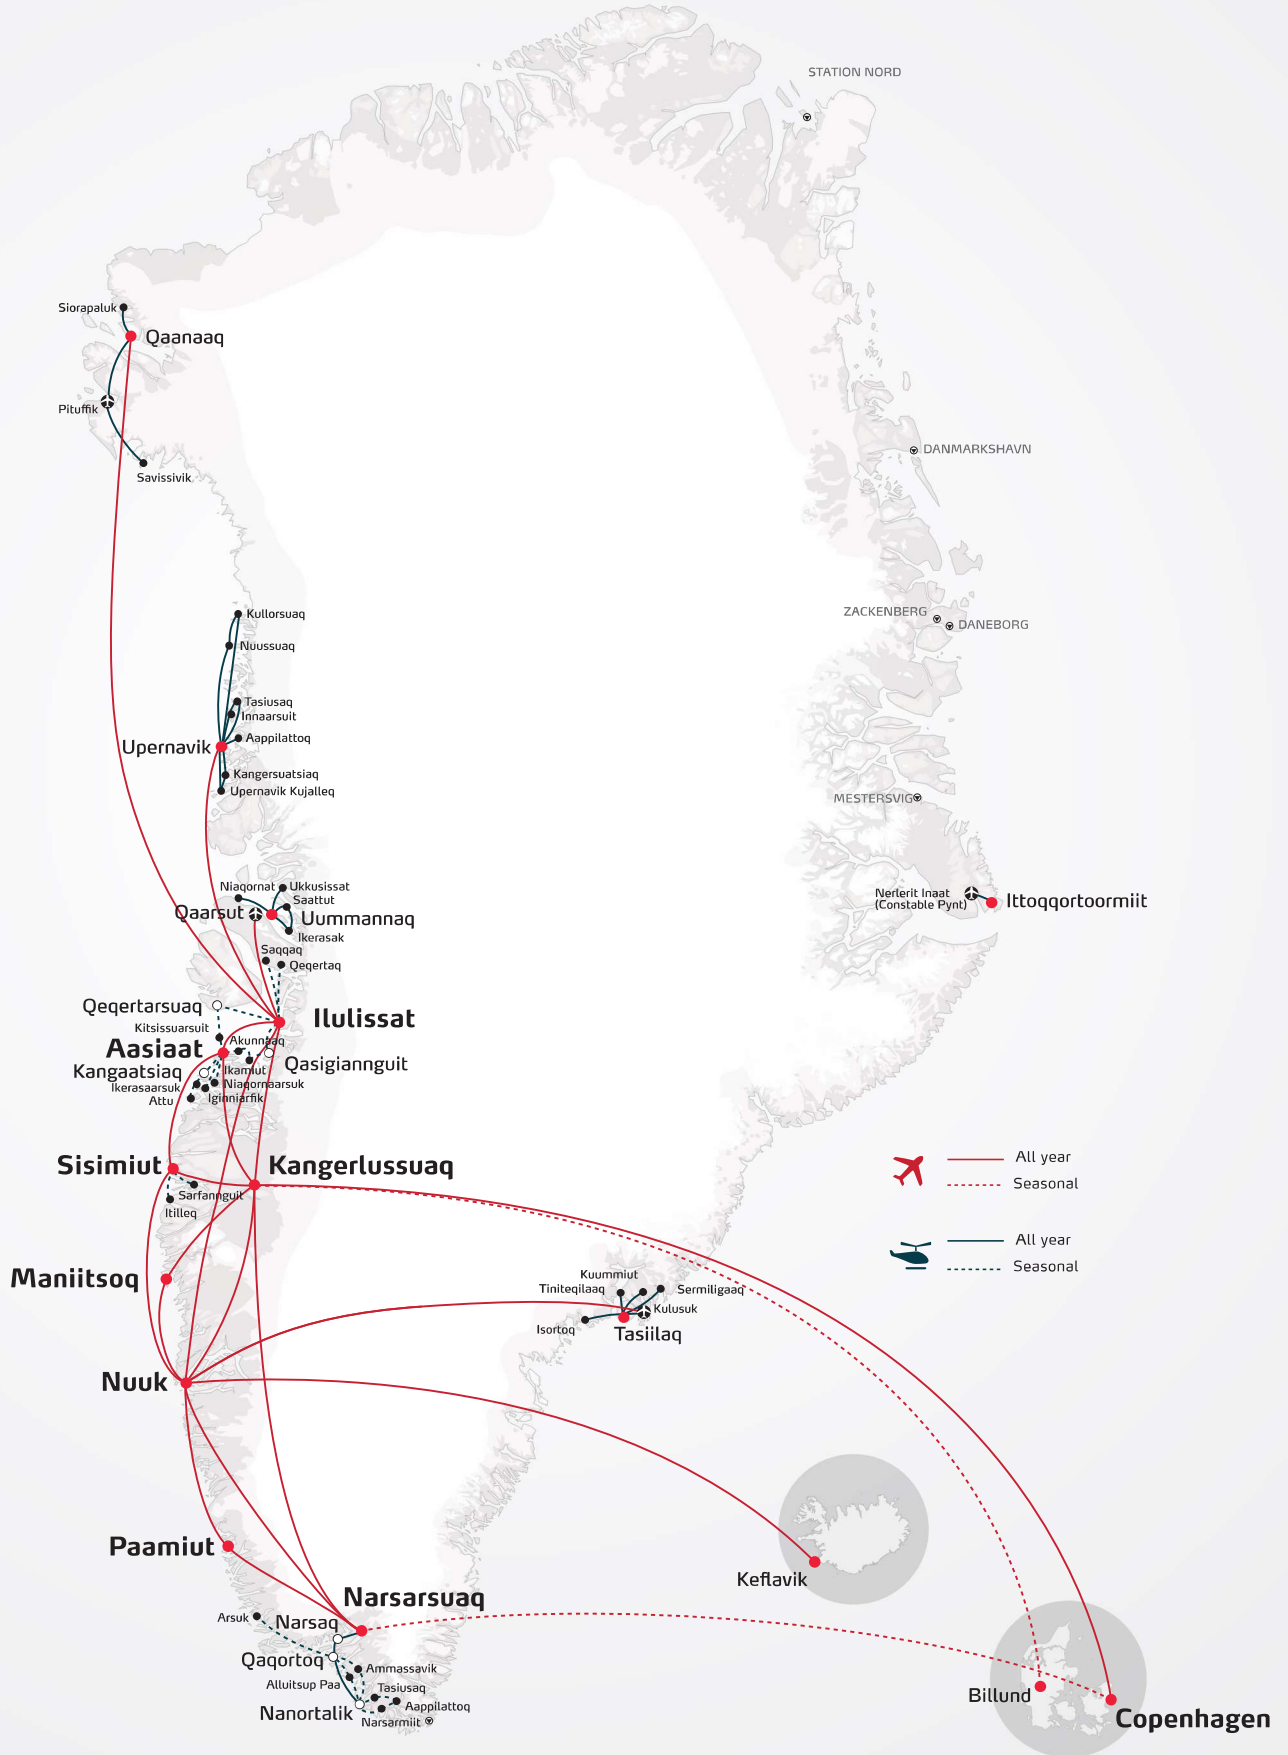 STATION NORD
Siorapaluk
Qaanaaq
Pituffik
DANMARKSHAVN
Savissivik
ZACKENBERG
Kullorsuaq
DANEBORG
Nuussuaq
Tasiusaq
Innaarsuit
Aappilattoq
Upernavik
Kangersuatsiaq
Upernavik Kujalleq
MESTERSVIG
Niaqornat
Ukkusissat
Saattut
Nerlerit Inaat
(Constable Pynt)
Ittoqqortoormiit
Qaarsut
Uummannaq
Ikerasak
Saqqaq
Qeqertaq
Qeqertarsuaq
Ilulissat
Kitsissuarsuit
Akunnaaq
Aasiaat
Qasigiannguit
Kangaatsiaq
Ikamiut
Ikerasaarsuk
Niaqornaarsuk
Iginniarfik
Attu
All year
Seasonal
Sisimiut
Kangerlussuaq
Sarfannguit
Itilleq
All year
Seasonal
Maniitsoq
Kuummiut
Tiniteqilaaq
Sermiligaaq
Kulusuk
Isortoq
Tasiilaq
Nuuk
Paamiut
Keflavik
Narsarsuaq
Arsuk
Narsaq
Qaqortoq
Ammassavik
Alluitsup Paa
Tasiusaq
Aappilattoq
Nanortalik
Narsarmiit
Billund
Copenhagen